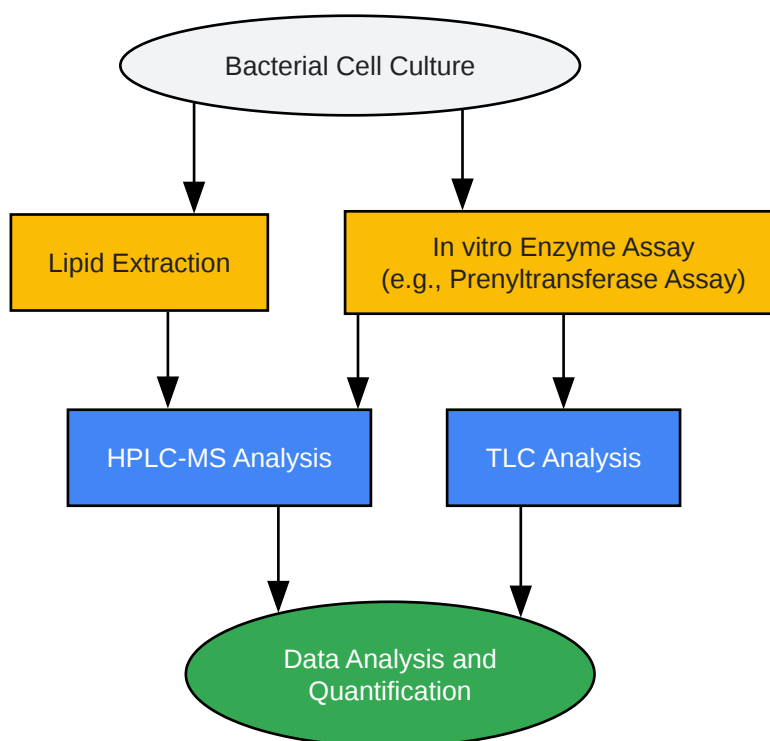 Bacterial Cell Culture
Lipid Extraction
In vitro Enzyme Assay
(e.g., Prenyltransferase Assay)
HPLC-MS Analysis
TLC Analysis
Data Analysis and
Quantification